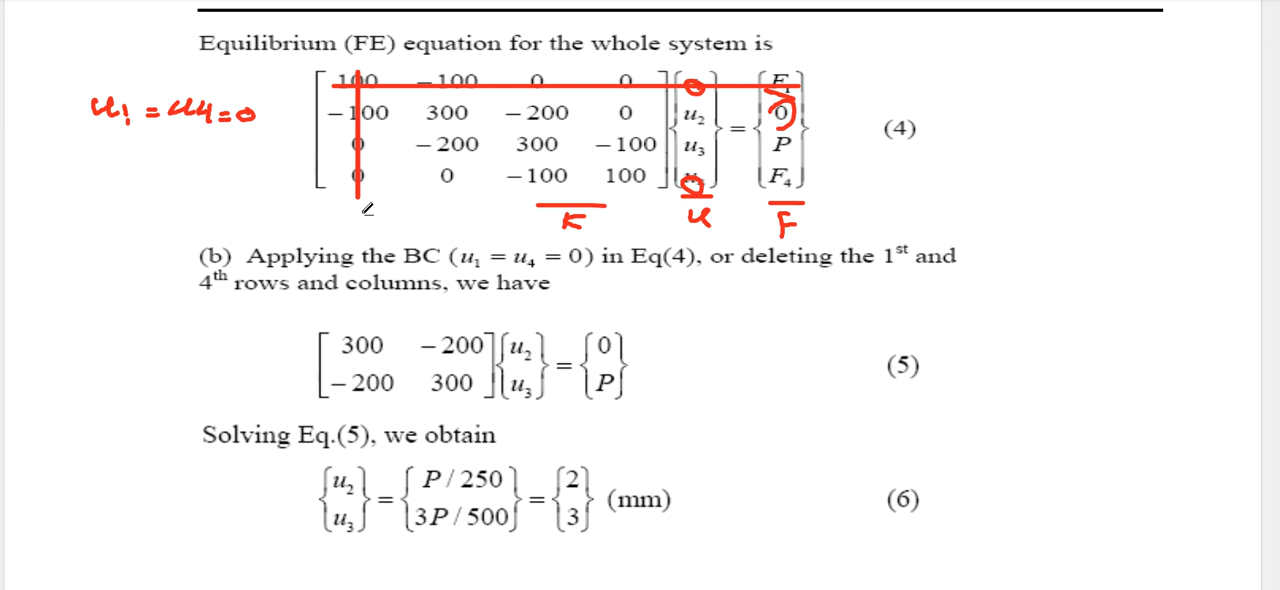 Equilibrium (FE) equation for the whole system is
100 −100 0 0 0 F₁
u₁ = u₄ = 0
−100 300 −200 0 u₂ = 0 (4)
0 −200 300 −100 u₃ P
0 0 −100 100 0 F₄
K u F
(b) Applying the BC (u₁ = u₄ = 0) in Eq(4), or deleting the 1st and
4th rows and columns, we have
300 −200 u₂ = 0 (5)
−200 300 u₃ P
Solving Eq.(5), we obtain
u₂ = P / 250 = 2 (mm) (6)
u₃ 3P / 500 3